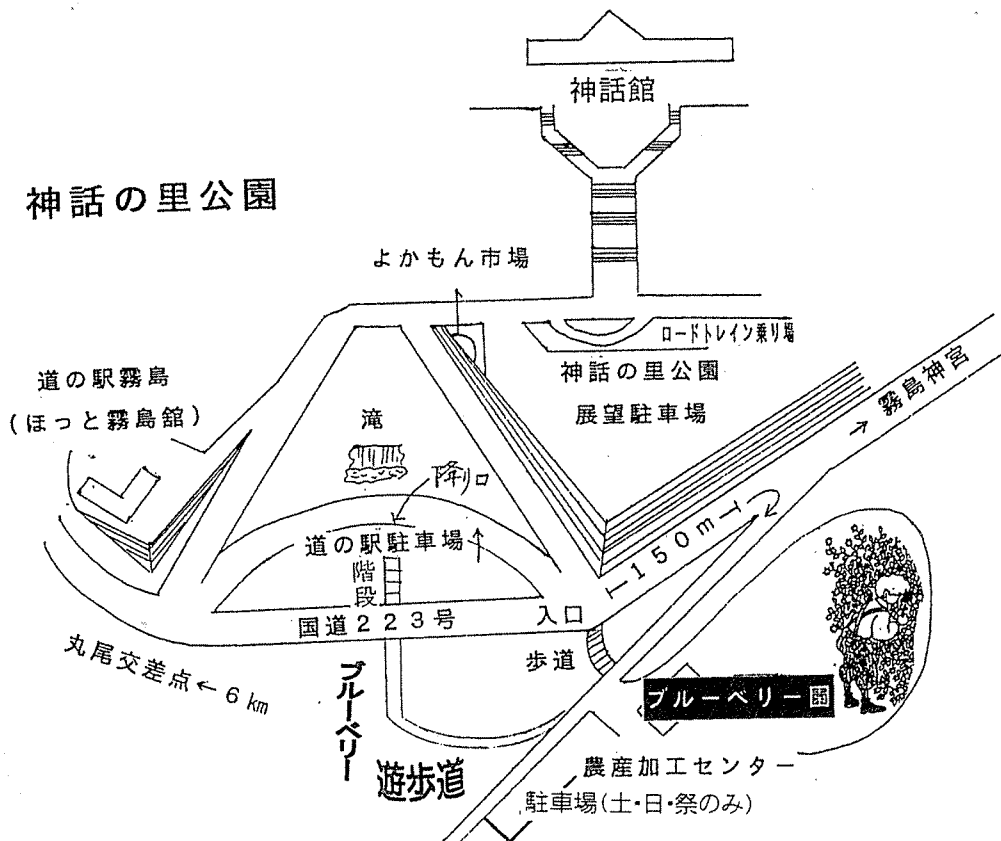 神話館
神話の里公園
よかもん市場
ロードトレイン乗り場
道の駅霧島
(ほっと霧島館)
神話の里公園
展望駐車場
→霧島神宮
滝
降り口
道の駅駐車場
階段
150m
国道223号
入口
歩道
丸尾交差点←6km
ブルーベリー
遊歩道
ブルーベリー園
農産加工センター
駐車場(土・日・祭のみ)